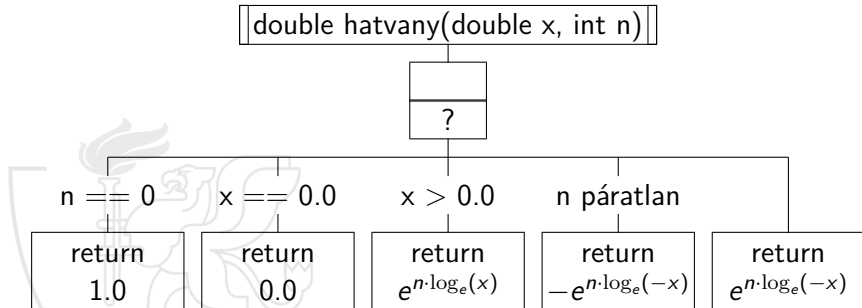 double hatvany(double x, int n)
?
n == 0
x == 0.0
x > 0.0
n páratlan
return
1.0
return
0.0
return
e^{n·log_e(x)}
return
−e^{n·log_e(−x)}
return
e^{n·log_e(−x)}